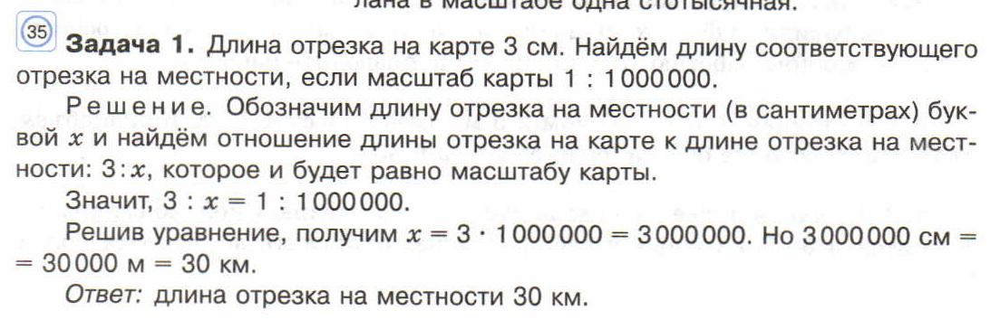 лана в масштабе одна стотысячная.
35
Задача 1. Длина отрезка на карте 3 см. Найдём длину соответствующего
отрезка на местности, если масштаб карты 1 : 1 000 000.
Решение. Обозначим длину отрезка на местности (в сантиметрах) бук-
вой x и найдём отношение длины отрезка на карте к длине отрезка на мест-
ности: 3 : x, которое и будет равно масштабу карты.
Значит, 3 : x = 1 : 1 000 000.
Решив уравнение, получим x = 3 · 1 000 000 = 3 000 000. Но 3 000 000 см =
= 30 000 м = 30 км.
Ответ: длина отрезка на местности 30 км.